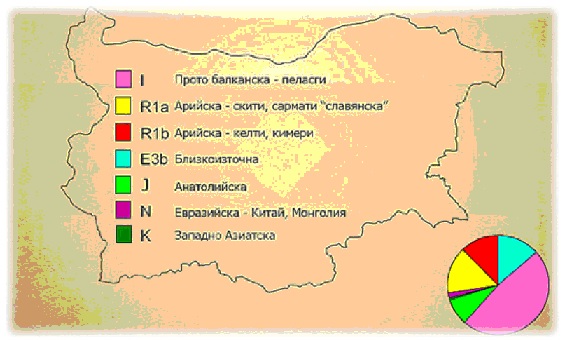 I Прото балканска - пеласги
R1a Арийска - скити, сармати "славянска"
R1b Арийска - келти, кимери
E3b Близкоизточна
J Анатолийска
N Евразийска - Китай, Монголия
K Западно Азиатска